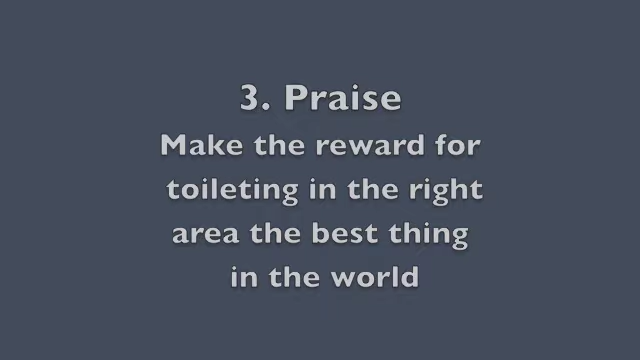 3. Praise
Make the reward for
toileting in the right
area the best thing
in the world